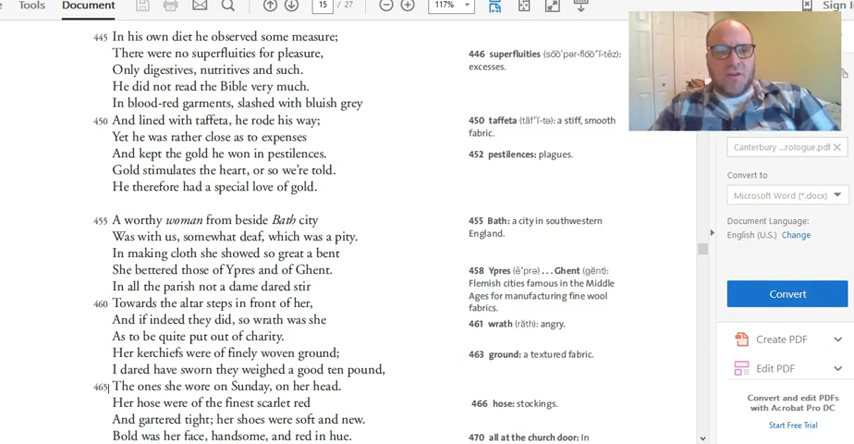 Tools
Document
15 / 27
117%
Sign I
445 In his own diet he observed some measure;
There were no superfluities for pleasure,
Only digestives, nutritives and such.
He did not read the Bible very much.
In blood-red garments, slashed with bluish grey
450 And lined with taffeta, he rode his way;
Yet he was rather close as to expenses
And kept the gold he won in pestilences.
Gold stimulates the heart, or so we're told.
He therefore had a special love of gold.
455 A worthy woman from beside Bath city
Was with us, somewhat deaf, which was a pity.
In making cloth she showed so great a bent
She bettered those of Ypres and of Ghent.
In all the parish not a dame dared stir
460 Towards the altar steps in front of her,
And if indeed they did, so wrath was she
As to be quite put out of charity.
Her kerchiefs were of finely woven ground;
I dared have sworn they weighed a good ten pound,
465 The ones she wore on Sunday, on her head.
Her hose were of the finest scarlet red
And gartered tight; her shoes were soft and new.
Bold was her face, handsome, and red in hue.
446 superfluities
excesses.
450 taffeta (tăf′ĭ-tə): a stiff, smooth
fabric.
452 pestilences: plagues.
455 Bath: a city in southwestern
England.
458 Ypres (ē′prə) . . . Ghent (gĕnt):
Flemish cities famous in the Middle
Ages for manufacturing fine wool
fabrics.
461 wrath (răth): angry.
463 ground: a textured fabric.
466 hose: stockings.
470 all at the church door: In
Canterbury ...rologue.pdf
Convert to
Microsoft Word (*.docx)
Document Language:
English (U.S.) Change
Convert
Create PDF
Edit PDF
Convert and edit PDFs
with Acrobat Pro DC
Start Free Trial